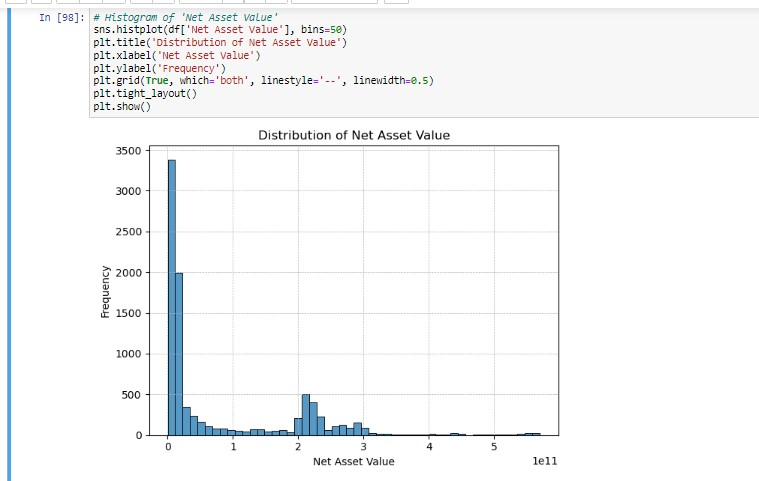 In [98]: # Histogram of 'Net Asset Value'
sns.histplot(df['Net Asset Value'], bins=50)
plt.title('Distribution of Net Asset Value')
plt.xlabel('Net Asset Value')
plt.ylabel('Frequency')
plt.grid(True, which='both', linestyle='--', linewidth=0.5)
plt.tight_layout()
plt.show()
Distribution of Net Asset Value
3500
3000
2500
2000
1500
1000
500
0
Frequency
0 1 2 3 4 5
1e11
Net Asset Value